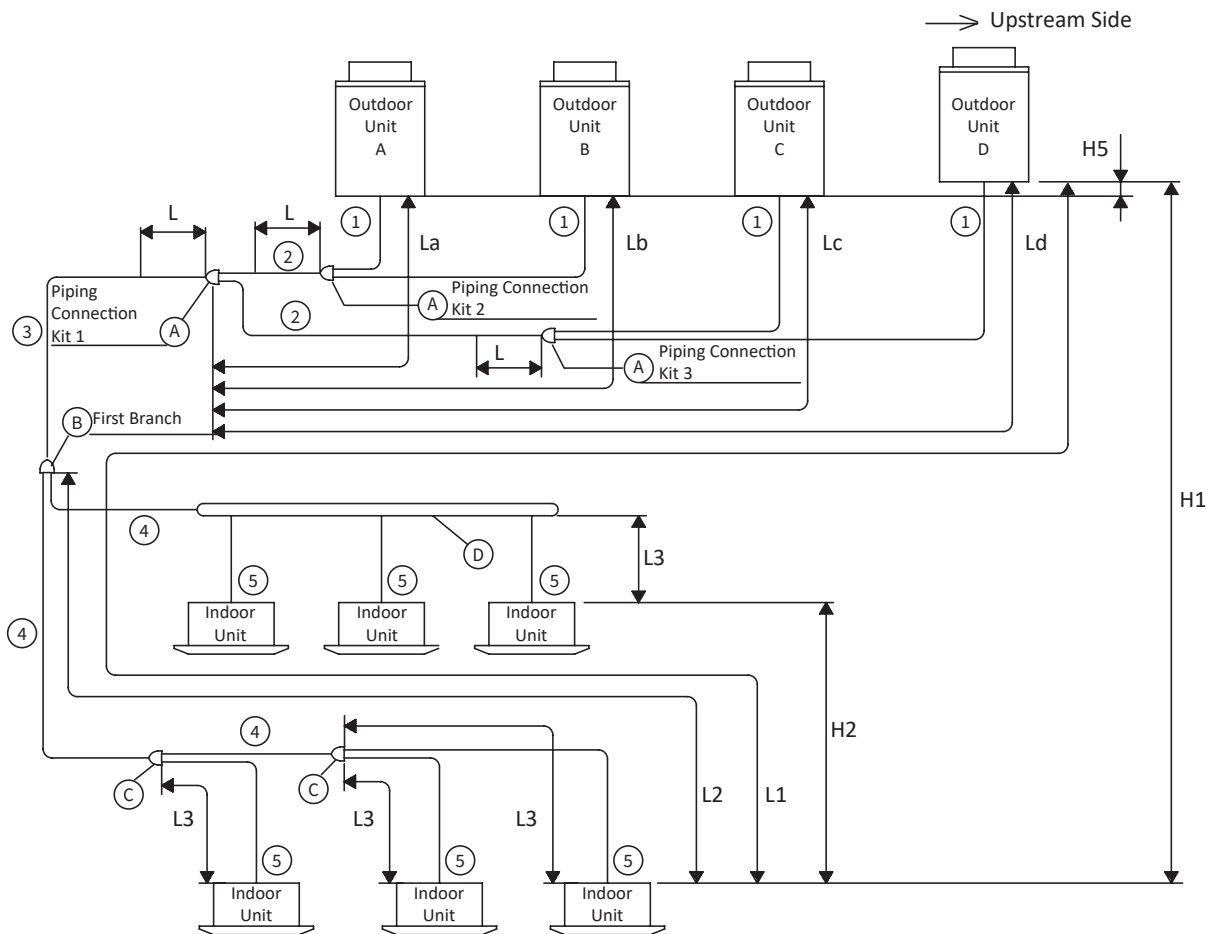 Upstream Side
Outdoor
Unit
A
Outdoor
Unit
B
Outdoor
Unit
C
Outdoor
Unit
D
H5
1
1
1
1
L
L
2
La
Lb
Lc
Ld
Piping
Connection
Kit 1
A
3
A
Piping Connection
Kit 2
2
L
A
Piping Connection
Kit 3
B
First Branch
H1
4
D
L3
5
5
5
Indoor
Unit
Indoor
Unit
Indoor
Unit
4
4
H2
C
C
L3
L3
L3
L2
L1
5
5
5
Indoor
Unit
Indoor
Unit
Indoor
Unit